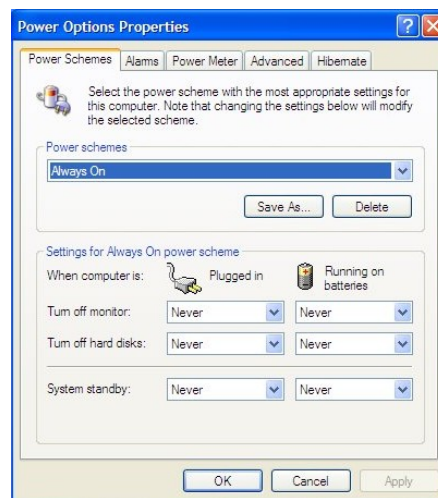 Power Options Properties
Power Schemes Alarms Power Meter Advanced Hibernate
Select the power scheme with the most appropriate settings for
this computer. Note that changing the settings below will modify
the selected scheme.
Power schemes
Always On
Save As... Delete
Settings for Always On power scheme
When computer is: Plugged in Running on
batteries
Turn off monitor: Never Never
Turn off hard disks: Never Never
System standby: Never Never
OK Cancel Apply